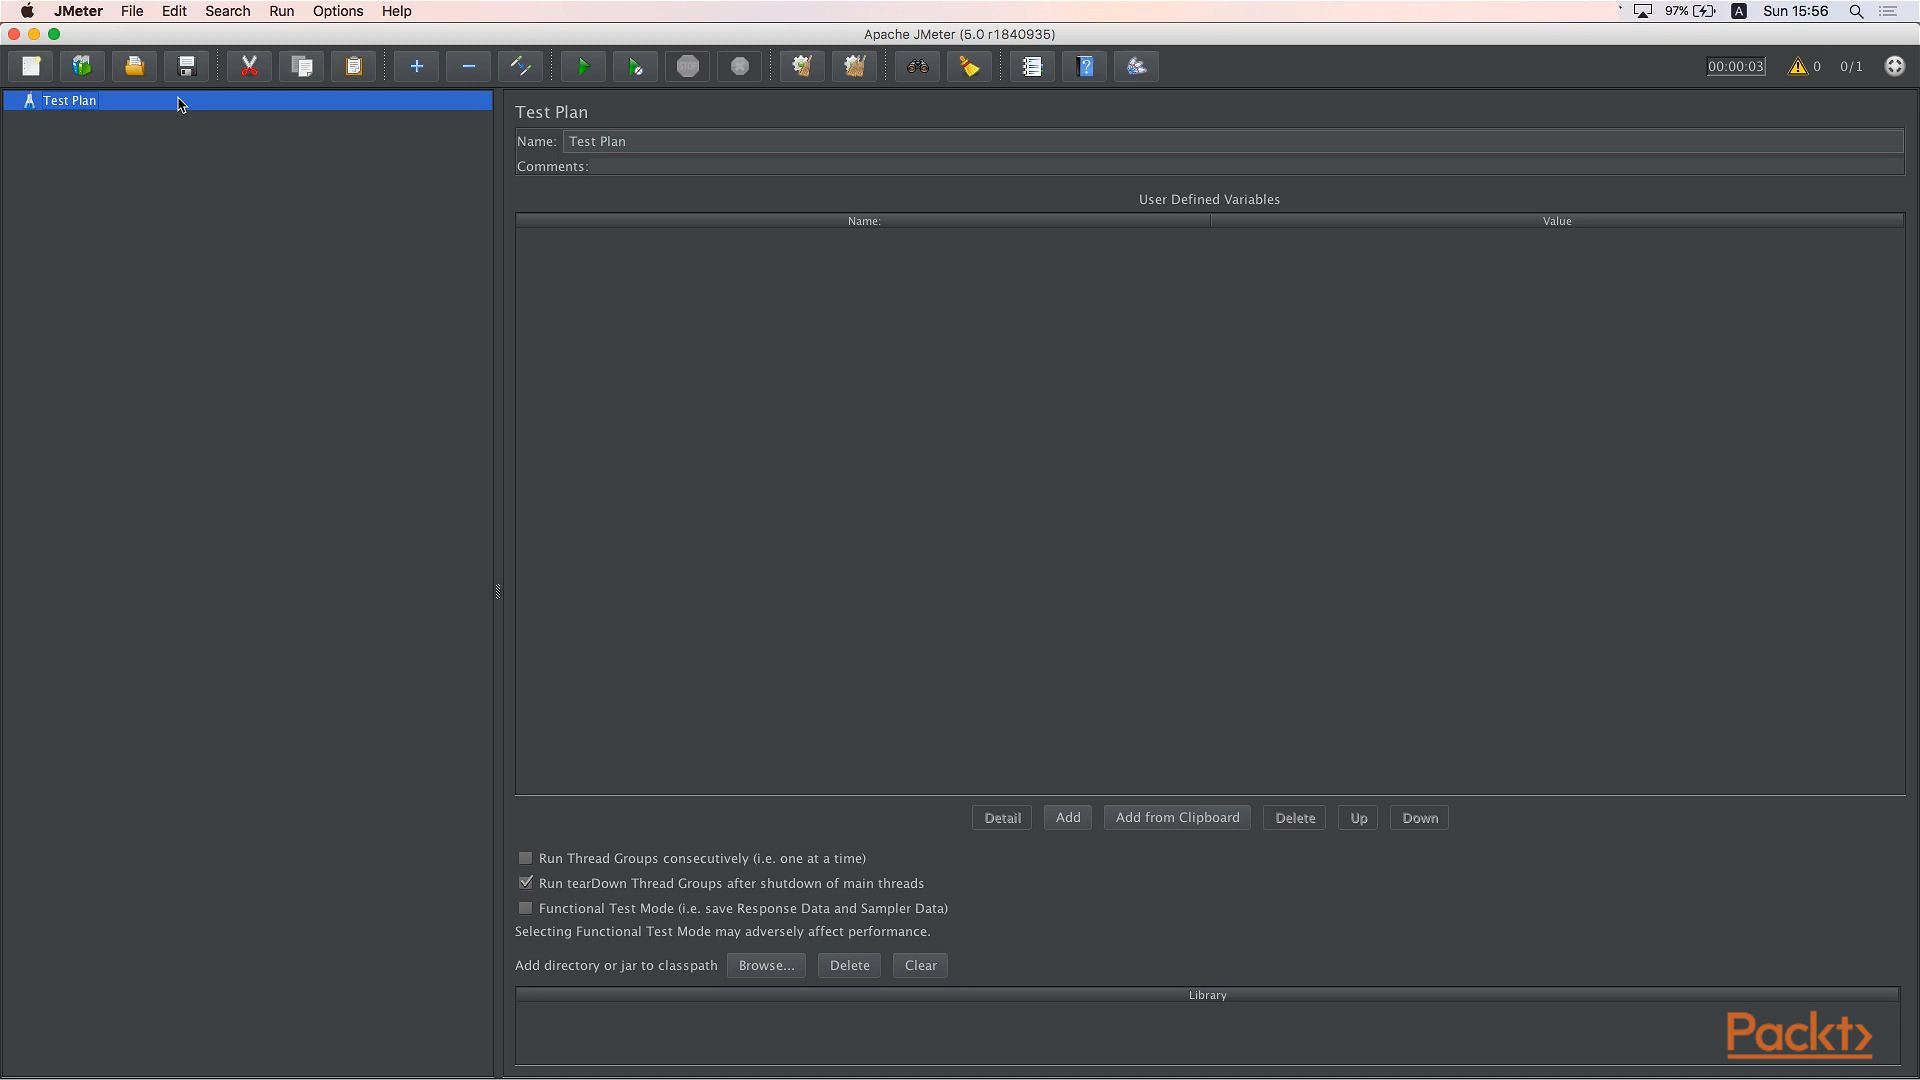 JMeter File Edit Search Run Options Help 97% A Sun 15:56
Apache JMeter (5.0 r1840935)
STOP ? 00:00:03 0 0/1
Test Plan
Test Plan
Name: Test Plan
Comments:
User Defined Variables
Name: Value
Detail Add Add from Clipboard Delete Up Down
Run Thread Groups consecutively (i.e. one at a time)
Run tearDown Thread Groups after shutdown of main threads
Functional Test Mode (i.e. save Response Data and Sampler Data)
Selecting Functional Test Mode may adversely affect performance.
Add directory or jar to classpath Browse... Delete Clear
Library
Packt>